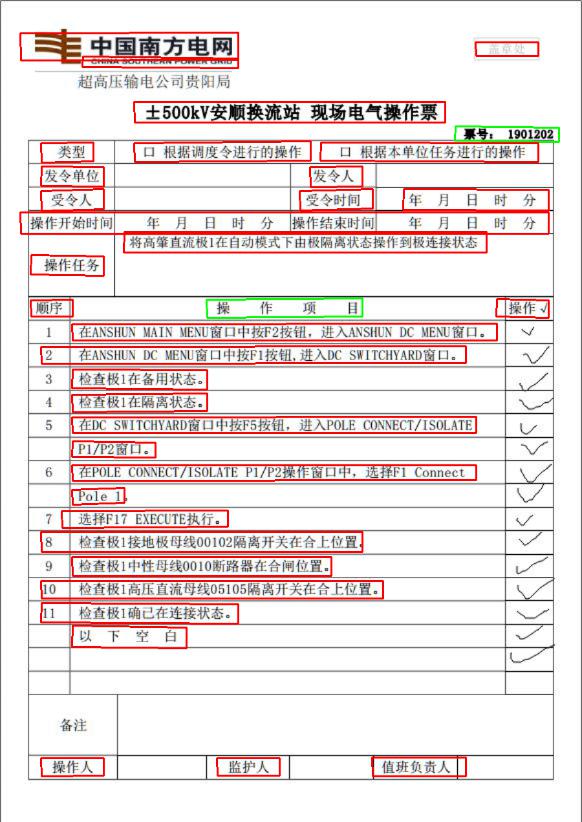 中国南方电网
CHINA SOUTHERN POWER GRID
盖章处
超高压输电公司贵阳局
±500kV安顺换流站 现场电气操作票
票号： 1901202
类型 口 根据调度令进行的操作 口 根据本单位任务进行的操作
发令单位 发令人
受令人 受令时间 年 月 日 时 分
操作开始时间 年 月 日 时 分 操作结束时间 年 月 日 时 分
操作任务 将高肇直流极1在自动模式下由极隔离状态操作到极连接状态
顺序 操 作 项 目 操作√
1 在ANSHUN MAIN MENU窗口中按F2按钮，进入ANSHUN DC MENU窗口。 √
2 在ANSHUN DC MENU窗口中按F1按钮,进入DC SWITCHYARD窗口。 √
3 检查极1在备用状态。 √
4 检查极1在隔离状态。 √
5 在DC SWITCHYARD窗口中按F5按钮，进入POLE CONNECT/ISOLATE √
P1/P2窗口。 √
6 在POLE CONNECT/ISOLATE P1/P2操作窗口中，选择F1 Connect √
Pole 1。 √
7 选择F17 EXECUTE执行。 √
8 检查极1接地极母线00102隔离开关在合上位置. √
9 检查极1中性母线0010断路器在合闸位置。 √
10 检查极1高压直流母线05105隔离开关在合上位置。 √
11 检查极1确已在连接状态。 √
以 下 空 白 √
√
备注
操作人 监护人 值班负责人